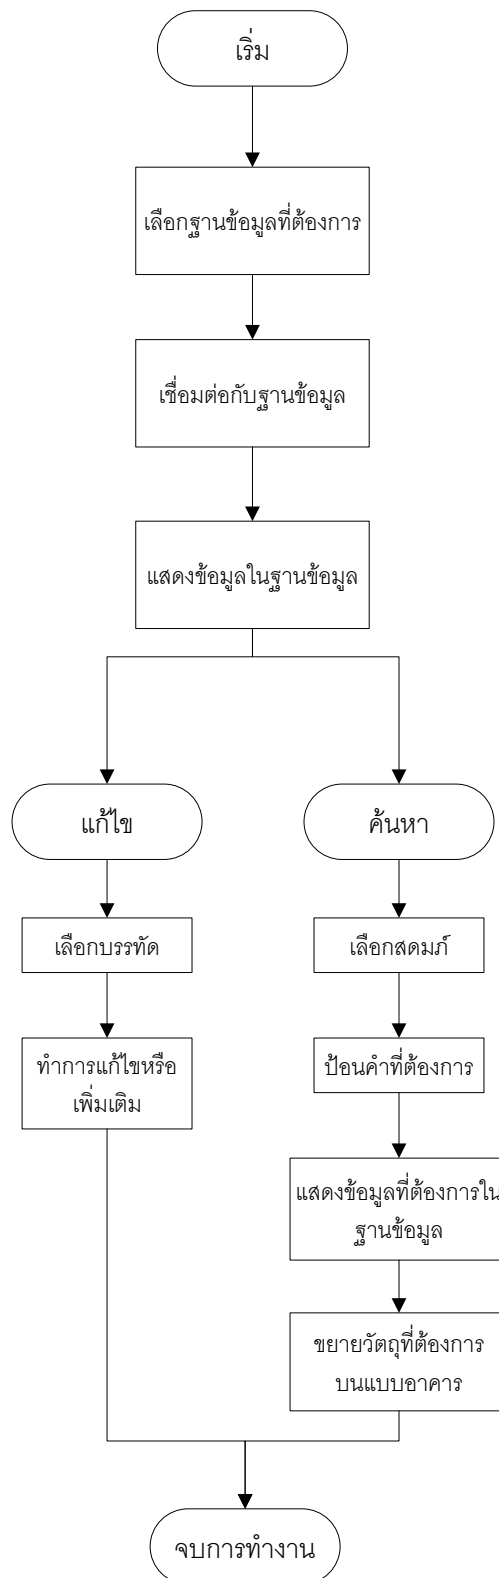 เริ่ม
เลือกฐานข้อมูลที่ต้องการ
เชื่อมต่อกับฐานข้อมูล
แสดงข้อมูลในฐานข้อมูล
แก้ไข
ค้นหา
เลือกบรรทัด
เลือกสดมภ์
ทำการแก้ไขหรือ
เพิ่มเติม
ป้อนคำที่ต้องการ
แสดงข้อมูลที่ต้องการใน
ฐานข้อมูล
ขยายวัตถุที่ต้องการ
บนแบบอาคาร
จบการทำงาน